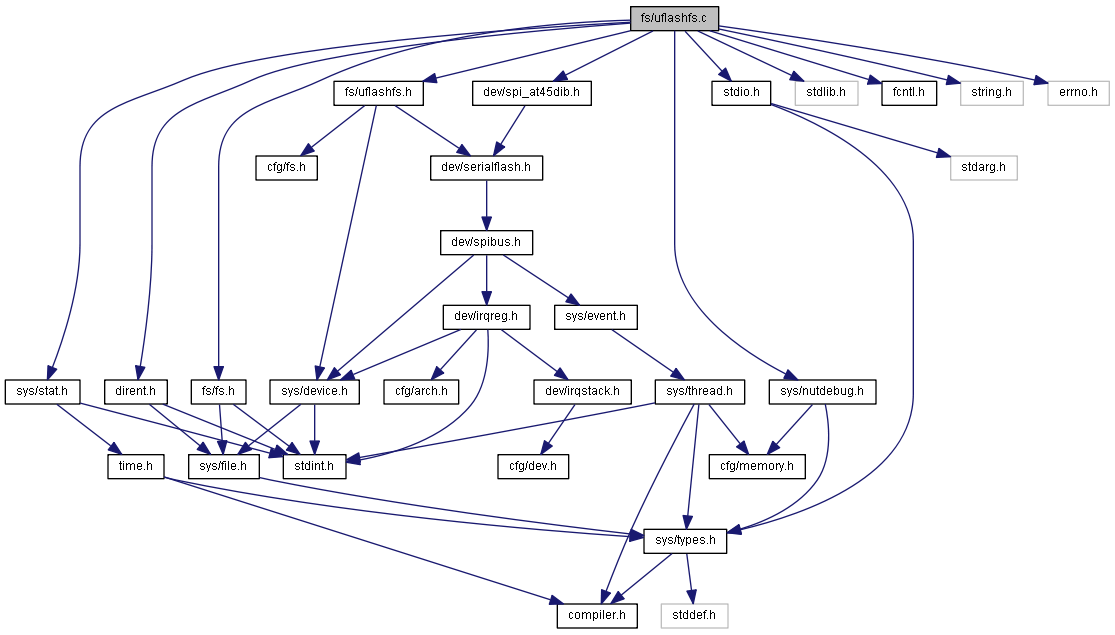 fs/uflashfs.c
fs/uflashfs.h
dev/spi_at45dib.h
stdio.h
stdlib.h
fcntl.h
string.h
errno.h
cfg/fs.h
dev/serialflash.h
stdarg.h
dev/spibus.h
dev/irqreg.h
sys/event.h
sys/stat.h
dirent.h
fs/fs.h
sys/device.h
cfg/arch.h
dev/irqstack.h
sys/thread.h
sys/nutdebug.h
time.h
sys/file.h
stdint.h
cfg/dev.h
cfg/memory.h
sys/types.h
compiler.h
stddef.h